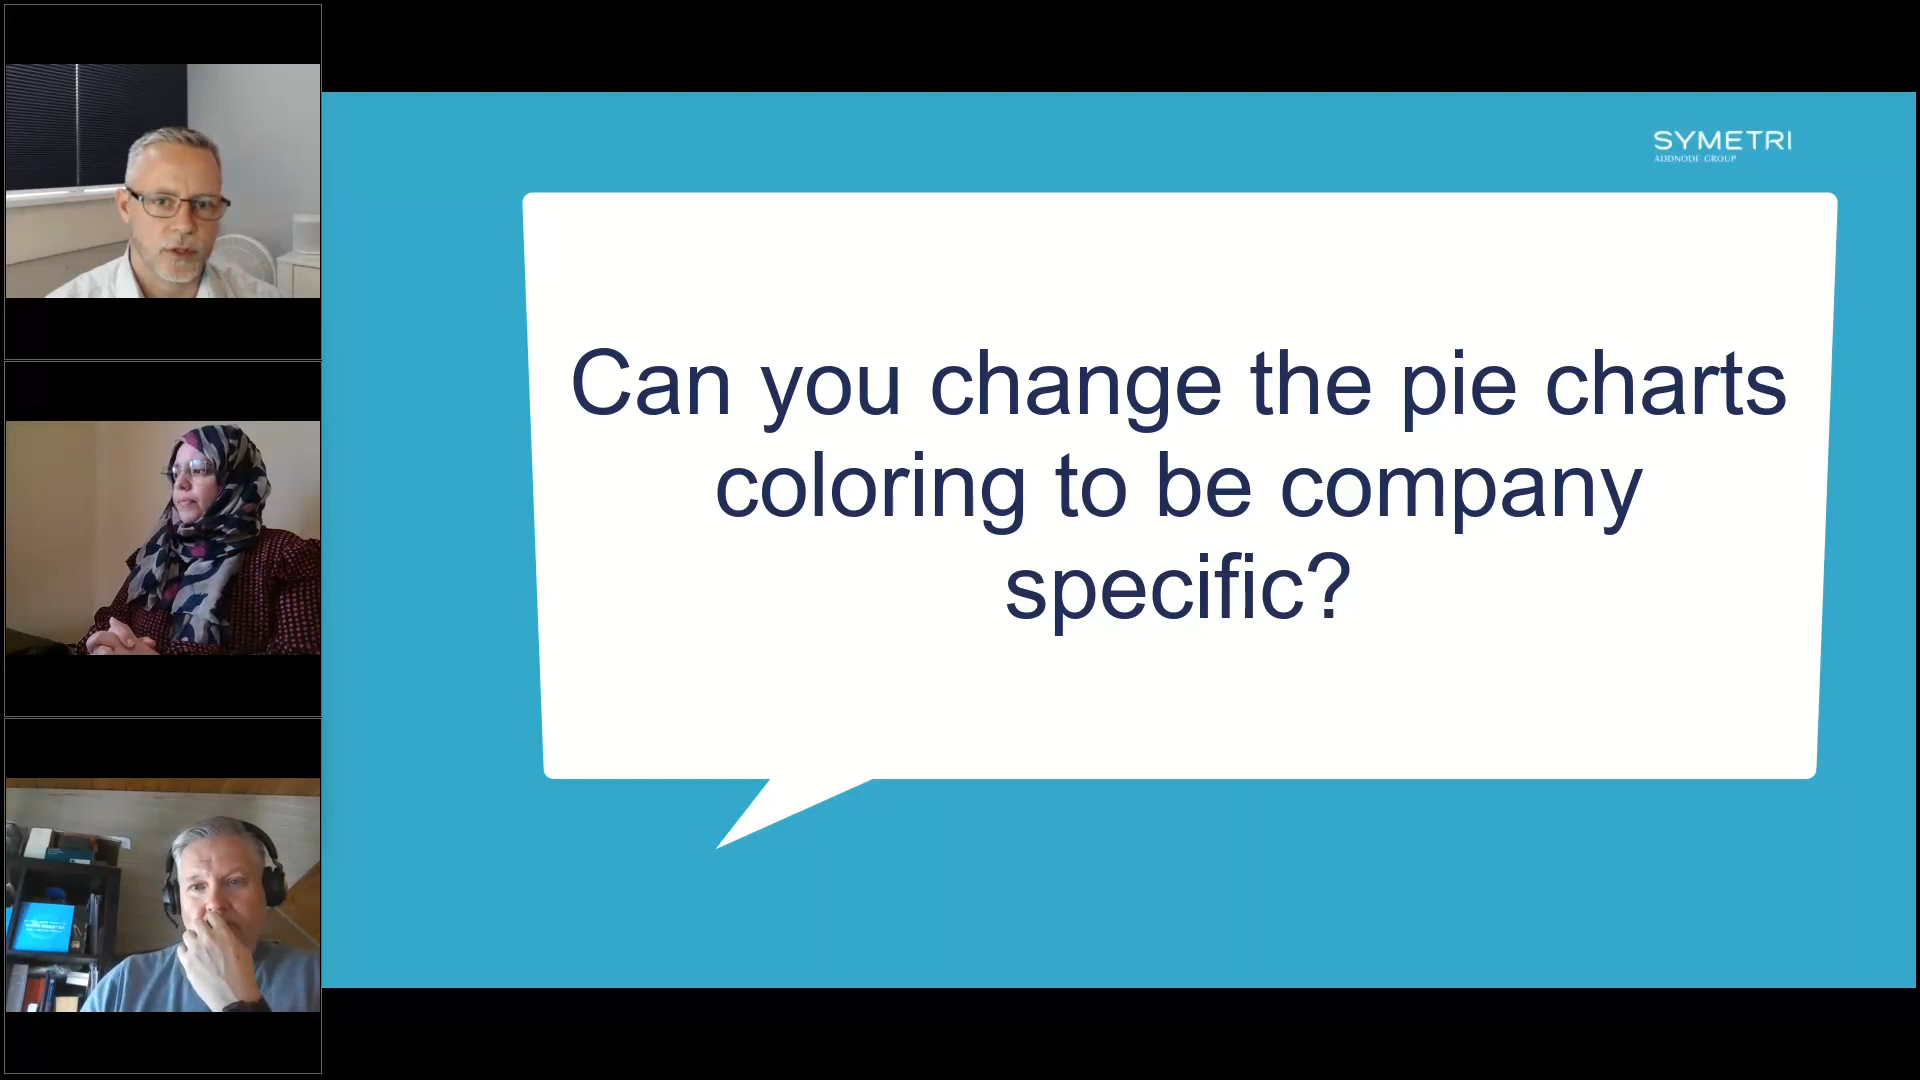 SYMETRI
ADDNODE GROUP
Can you change the pie charts
coloring to be company
specific?